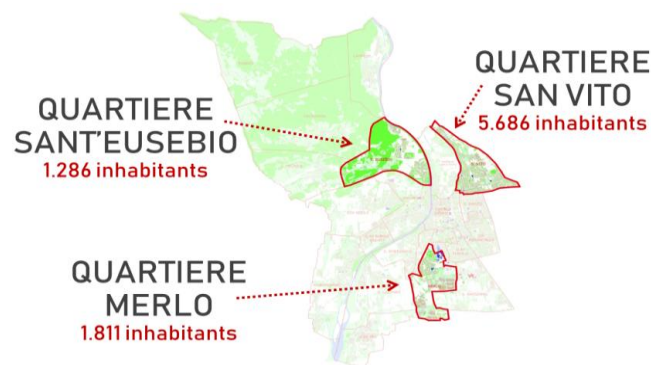 QUARTIERE
SAN VITO
5.686 inhabitants
QUARTIERE
SANT'EUSEBIO
1.286 inhabitants
QUARTIERE
MERLO
1.811 inhabitants